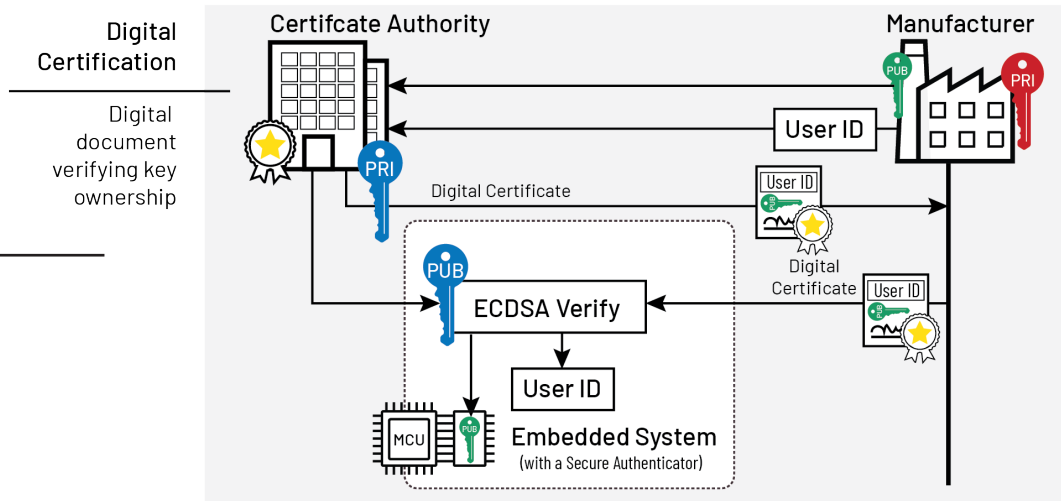 Digital
Certification
Digital
document
verifying key
ownership
Certifcate Authority
Manufacturer
PUB
PRI
User ID
PRI
Digital Certificate
User ID
PUB
Digital
Certificate
User ID
PUB
PUB
ECDSA Verify
User ID
MCU
PUB
Embedded System
(with a Secure Authenticator)